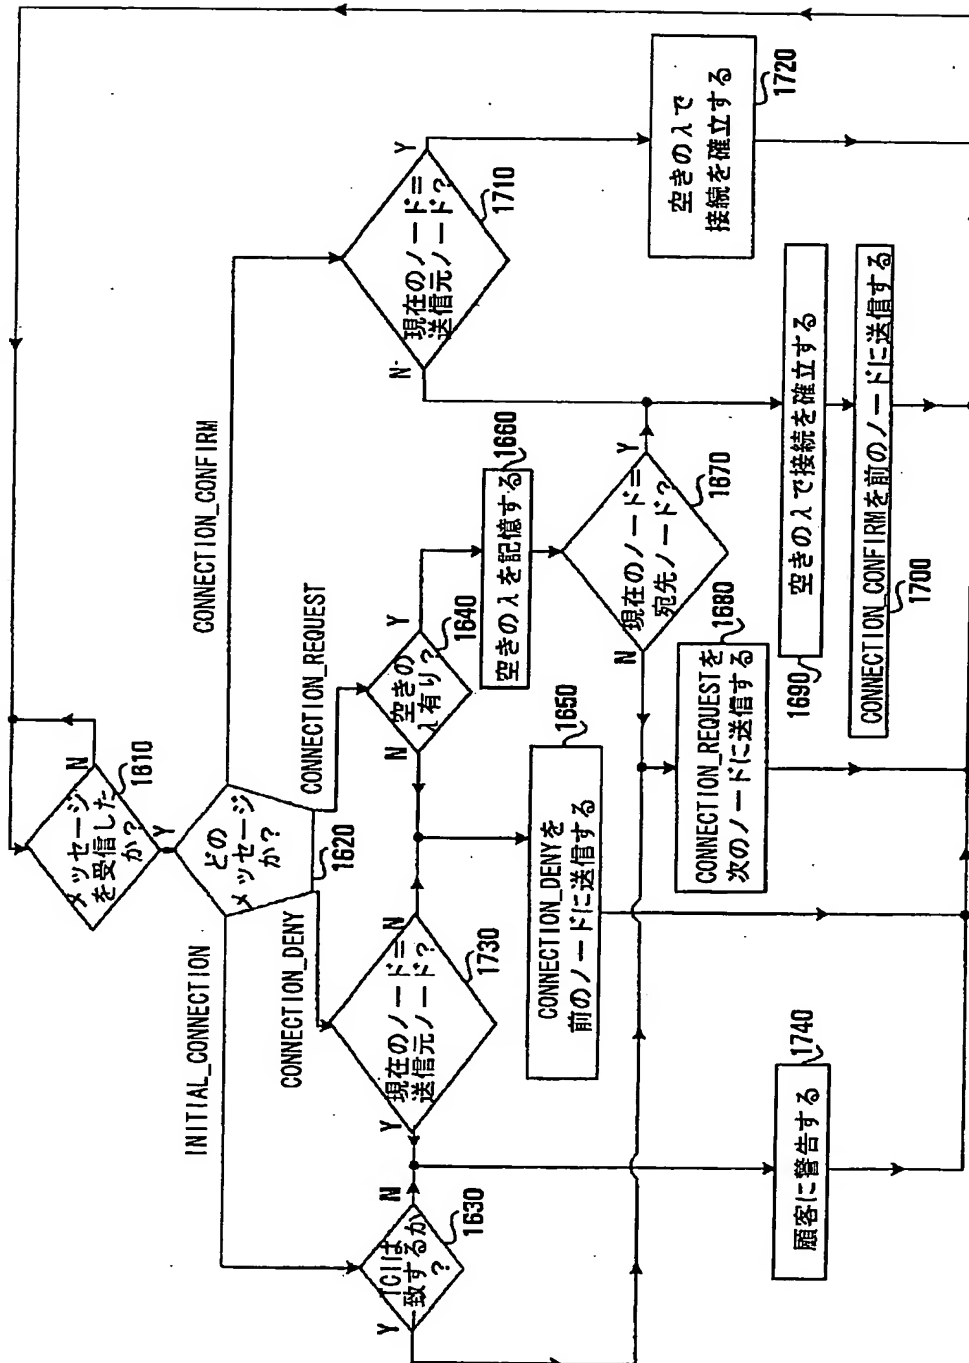 メッセージ
を受信した
か?
1610
N
Y
どの
メッセージ
か?
1620
INITIAL_CONNECTION
CONNECTION_DENY
CONNECTION_REQUEST
CONNECTION_CONFIRM
TCIは
一致するか
?
1630
Y
N
現在のノード=
送信元ノード?
1730
Y
N
空きの
λ有り?
1640
N
Y
現在のノード=
送信元ノード?
1710
N
Y
CONNECTION_DENYを
前のノードに送信する
1650
空きのλを記憶する
1660
現在のノード=
宛先ノード?
1670
N
Y
空きのλで
接続を確立する
1720
CONNECTION_REQUESTを
次のノードに送信する
1680
空きのλで接続を確立する
1690
CONNECTION_CONFIRMを前のノードに送信する
1700
顧客に警告する
1740